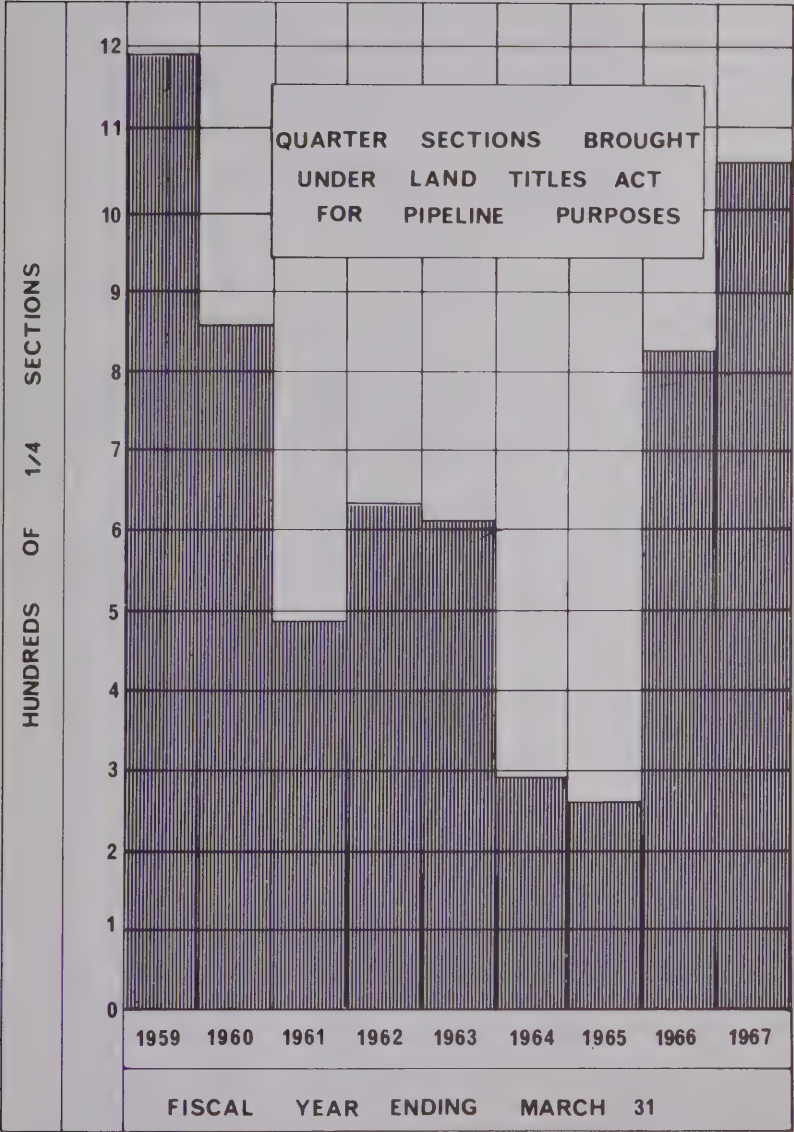 QUARTER SECTIONS BROUGHT
UNDER LAND TITLES ACT
FOR PIPELINE PURPOSES
HUNDREDS OF 1/4 SECTIONS
12
11
10
9
8
7
6
5
4
3
2
1
0
1959 1960 1961 1962 1963 1964 1965 1966 1967
FISCAL YEAR ENDING MARCH 31